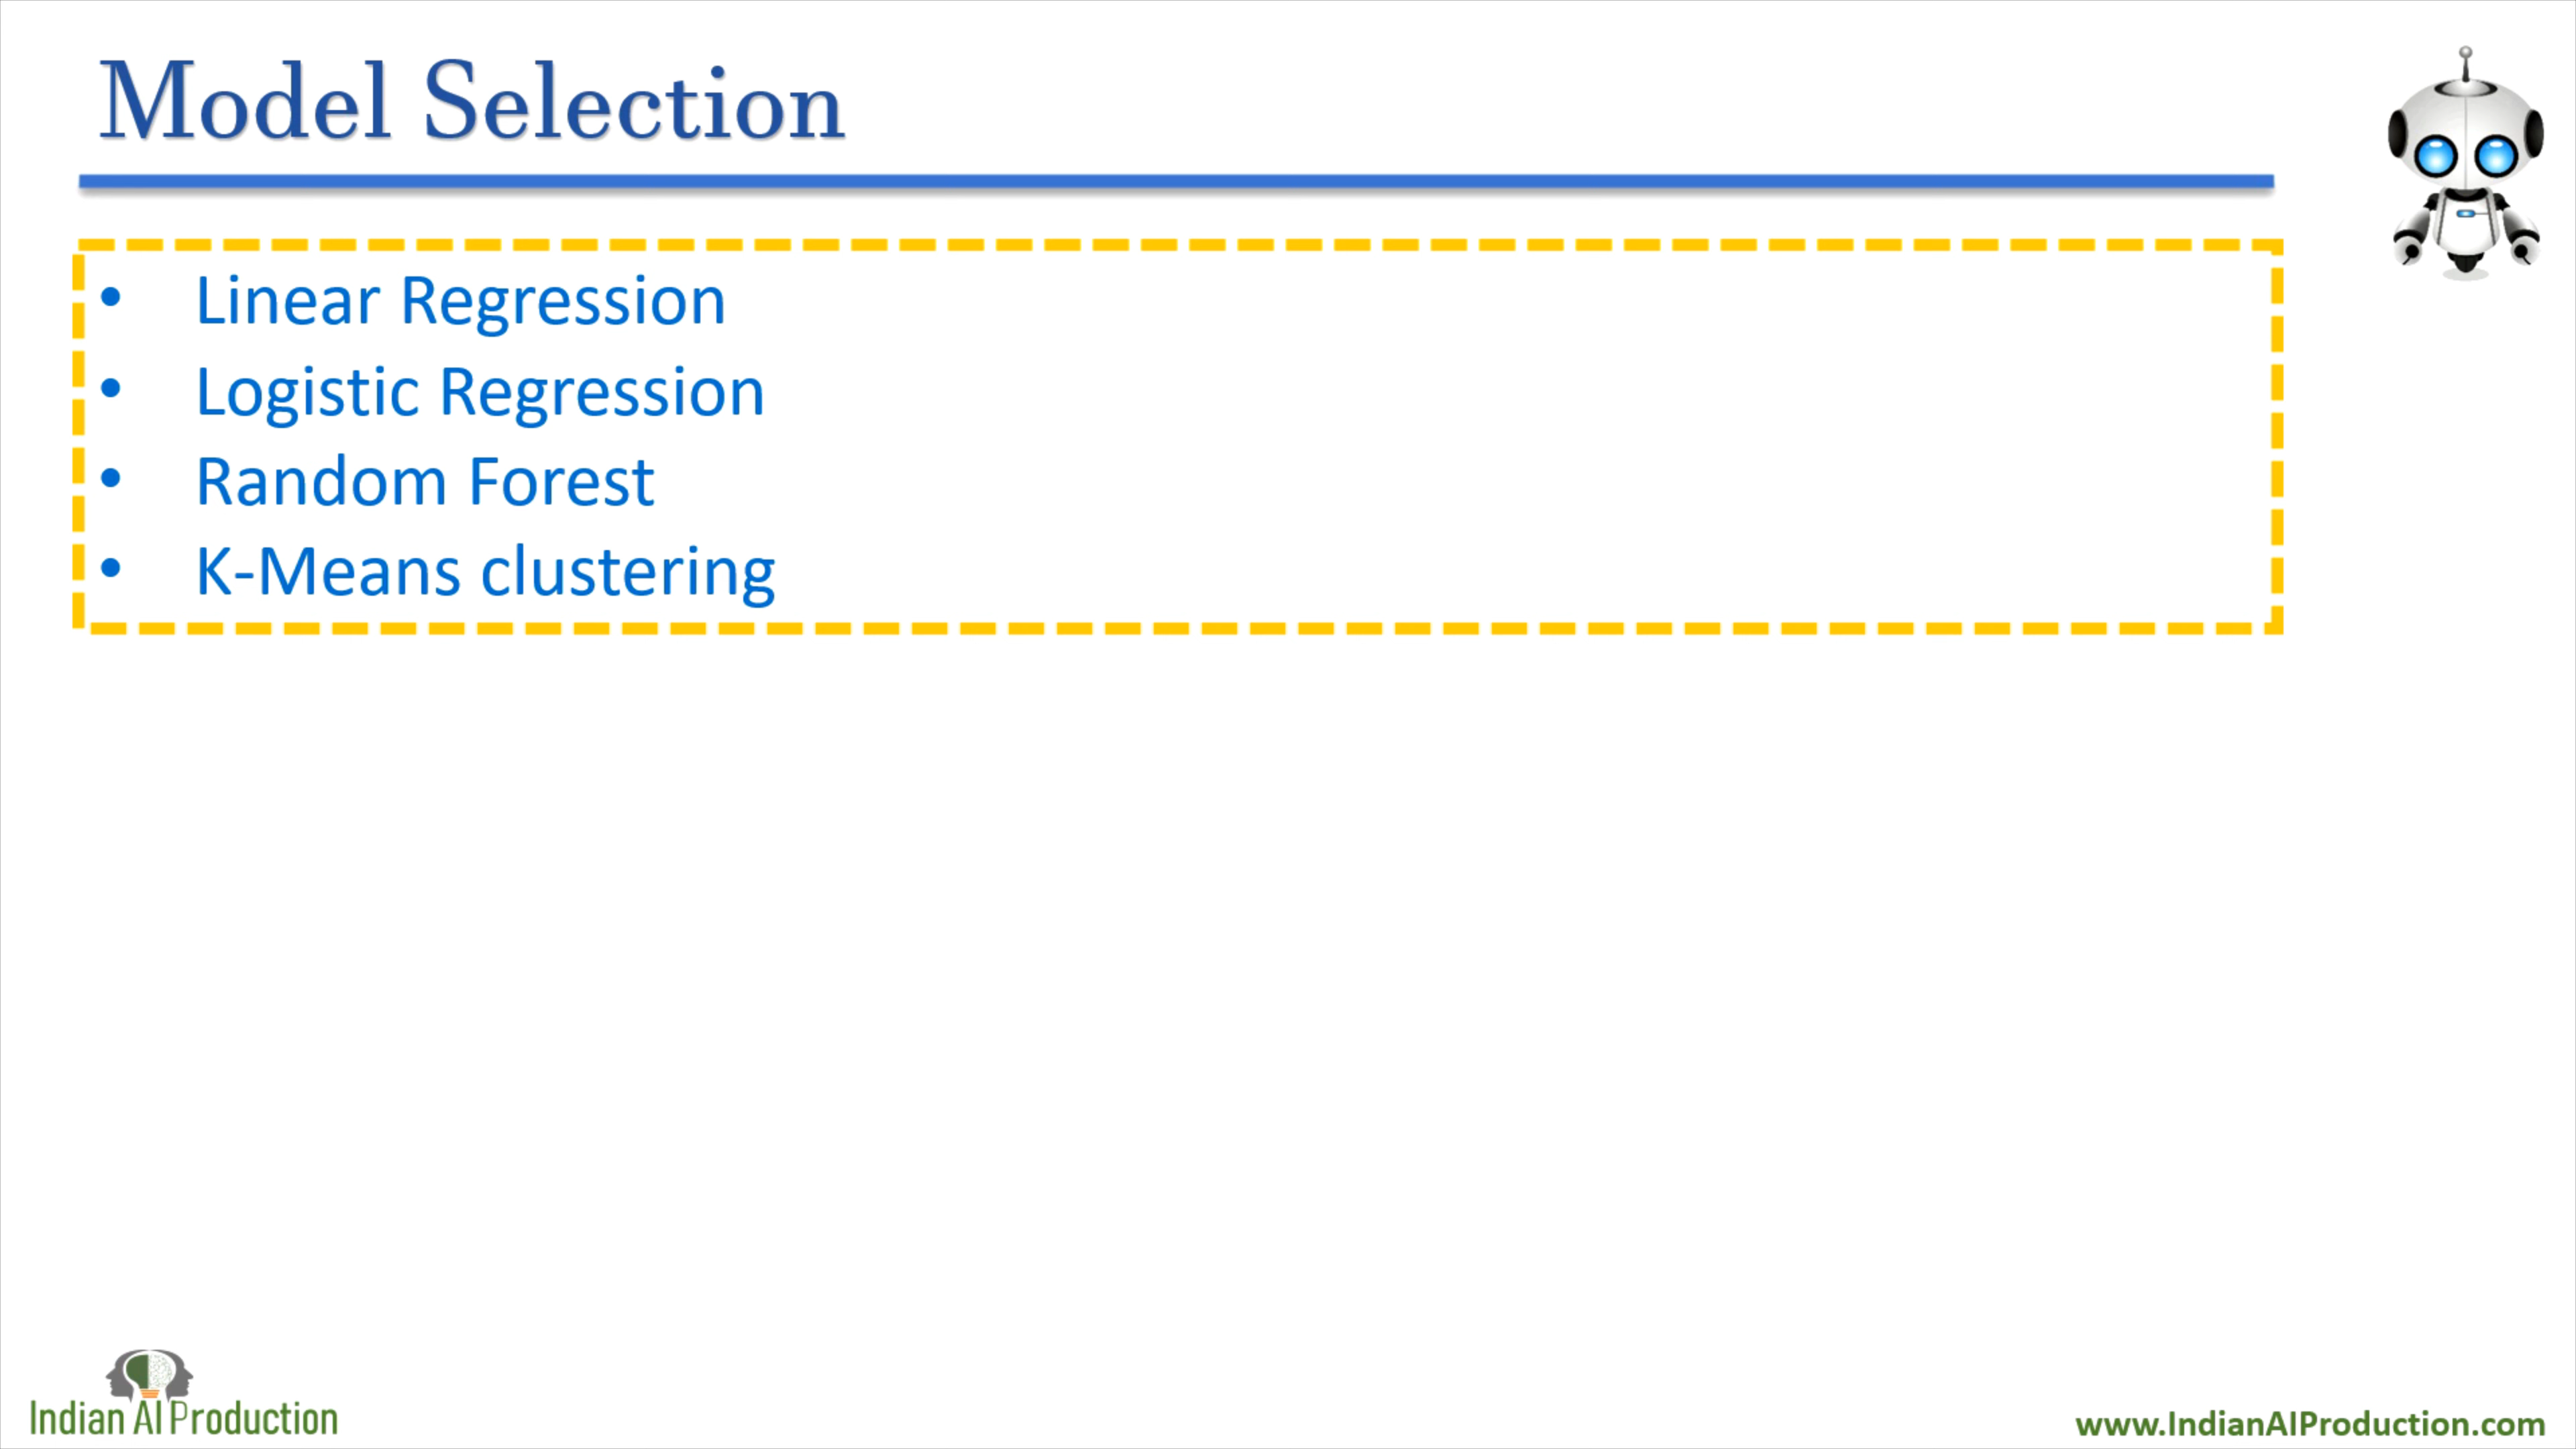 Model Selection
• Linear Regression
• Logistic Regression
• Random Forest
• K-Means clustering
Indian AI Production
www.IndianAIProduction.com